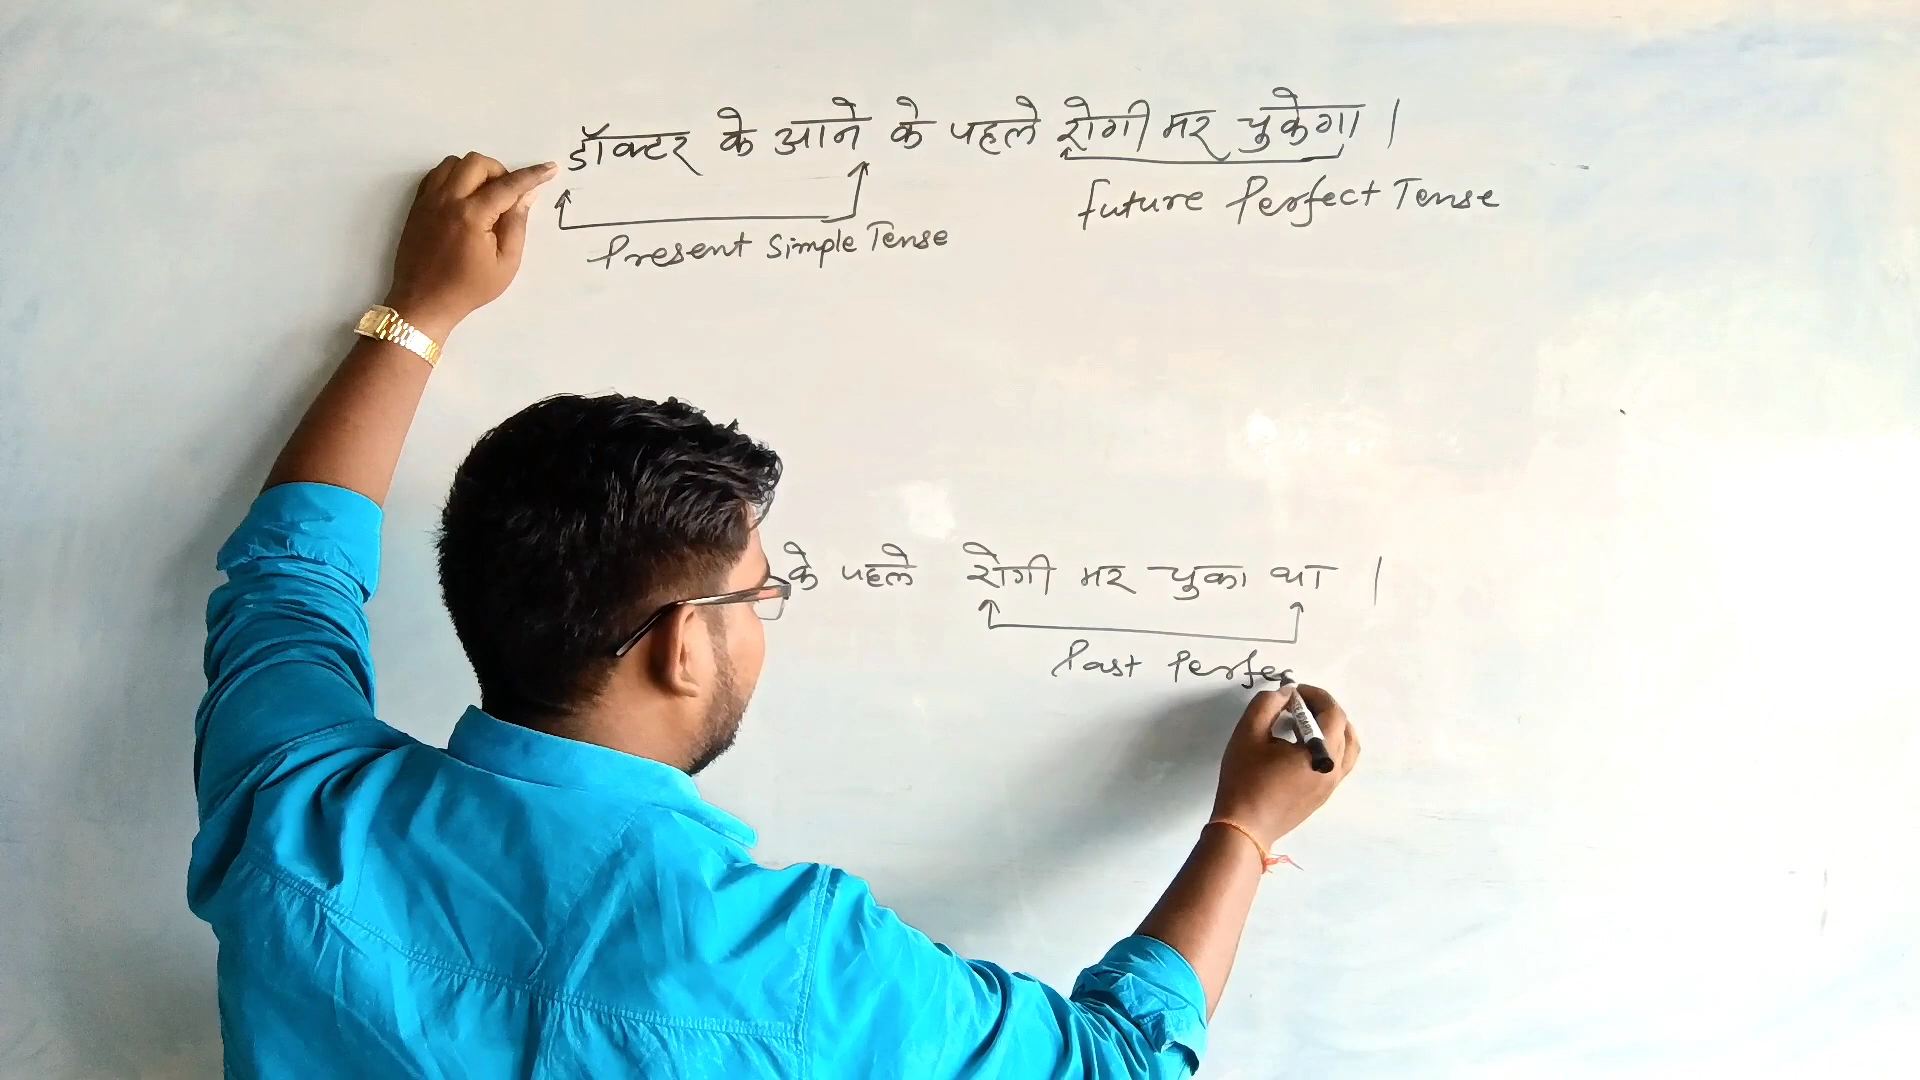 डॉक्टर के आने के पहले रोगी मर चुकेगा ।
Present Simple Tense
future Perfect Tense
के पहले रोगी मर चुका था ।
Past Perfec